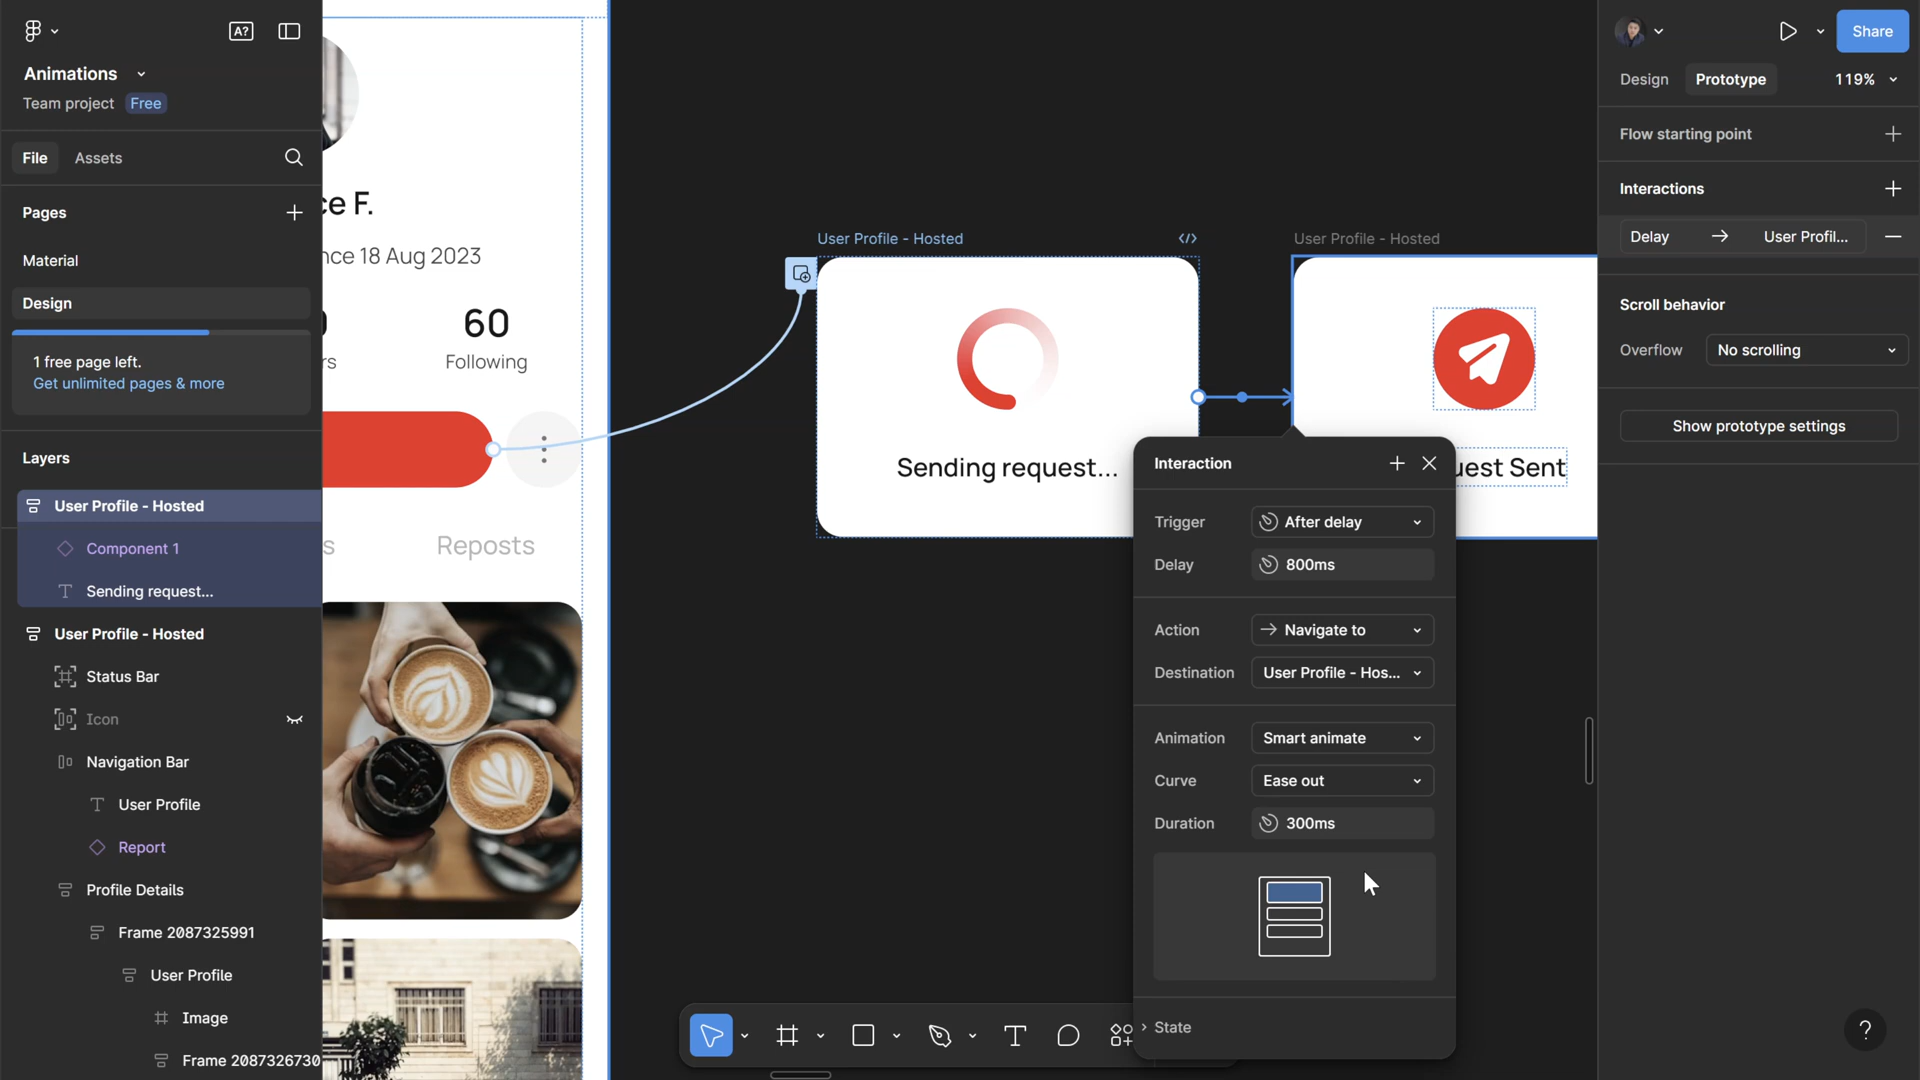 A?
Animations
Team project Free
File Assets
Pages
Material
Design
1 free page left.
Get unlimited pages & more
Layers
User Profile - Hosted
Component 1
Sending request...
User Profile - Hosted
Status Bar
Icon
Navigation Bar
User Profile
Report
Profile Details
Frame 2087325991
User Profile
Image
Frame 2087326730
ce F.
nce 18 Aug 2023
60
rs
Following
s
Reposts
User Profile - Hosted
Sending request...
User Profile - Hosted
uest Sent
Interaction
Trigger After delay
Delay 800ms
Action Navigate to
Destination User Profile - Hos...
Animation Smart animate
Curve Ease out
Duration 300ms
State
Share
Design Prototype 119%
Flow starting point
Interactions
Delay User Profil...
Scroll behavior
Overflow No scrolling
Show prototype settings
?